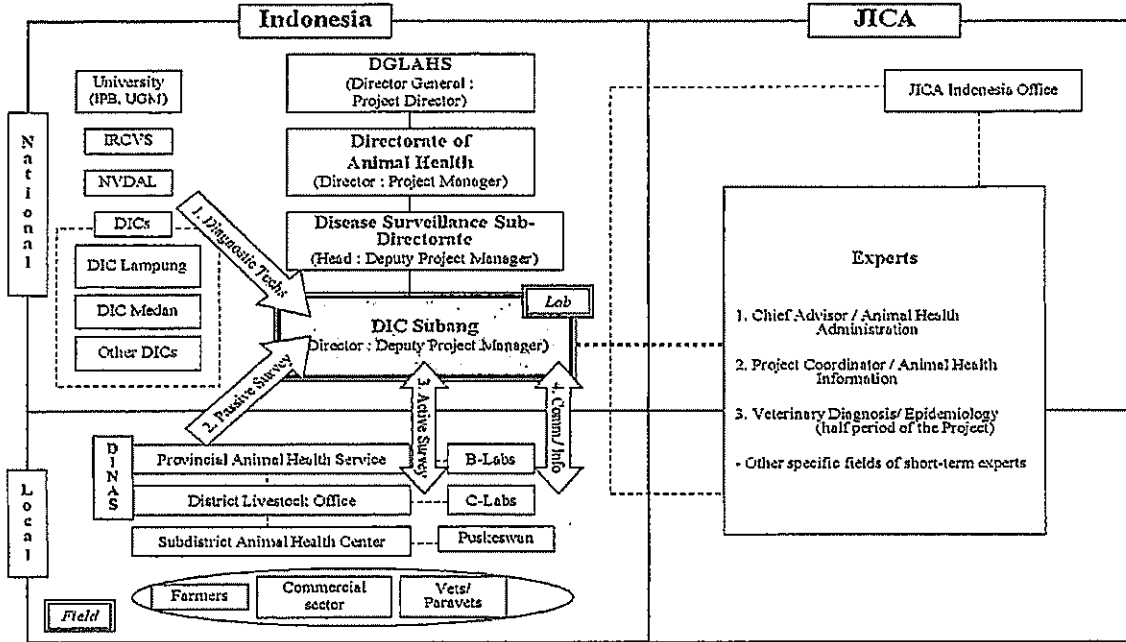 Indonesia
JICA
National
University
(IPB, UGM)
IRCVS
NVDAL
DICs
DIC Lampung
DIC Medan
Other DICs
DGLAHS
(Director General :
Project Director)
Directorate of
Animal Health
(Director : Project Manager)
Disease Surveillance Sub-
Directorate
(Head : Deputy Project Manager)
Lab
DIC Subang
(Director : Deputy Project Manager)
1. Diagnostic Techs
2. Passive Survey
3. Active Survey
4. Comm/ Info
JICA Indonesia Office
Experts
1. Chief Advisor / Animal Health
Administration
2. Project Coordinator / Animal Health
Information
3. Veterinary Diagnosis/ Epidemiology
(half period of the Project)
- Other specific fields of short-term experts
Local
DINAS
Provincial Animal Health Service
B-Labs
District Livestock Office
C-Labs
Subdistrict Animal Health Center
Puskeswan
Farmers
Commercial
sector
Vets/
Paravets
Field